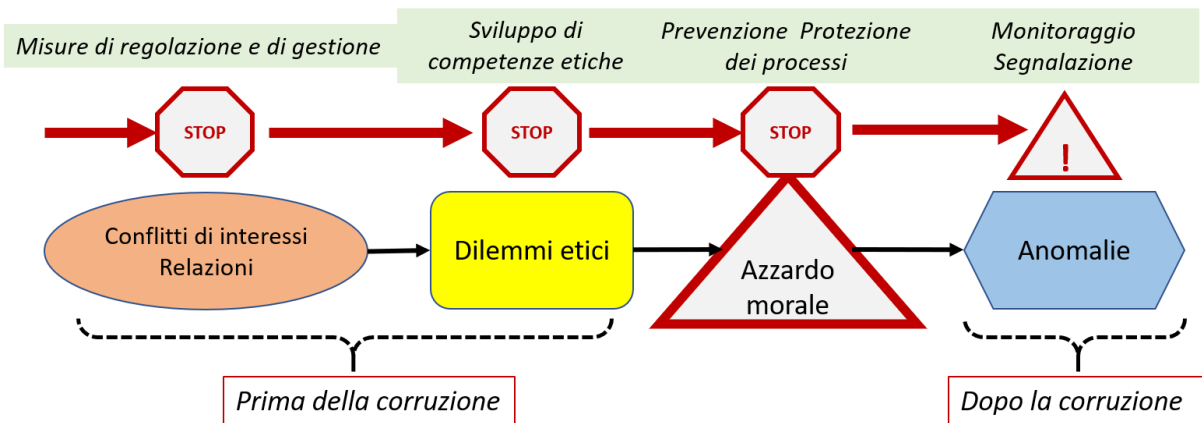 Misure di regolazione e di gestione
Sviluppo di
competenze etiche
Prevenzione Protezione
dei processi
Monitoraggio
Segnalazione
STOP
STOP
STOP
!
Conflitti di interessi
Relazioni
Dilemmi etici
Azzardo
morale
Anomalie
Prima della corruzione
Dopo la corruzione